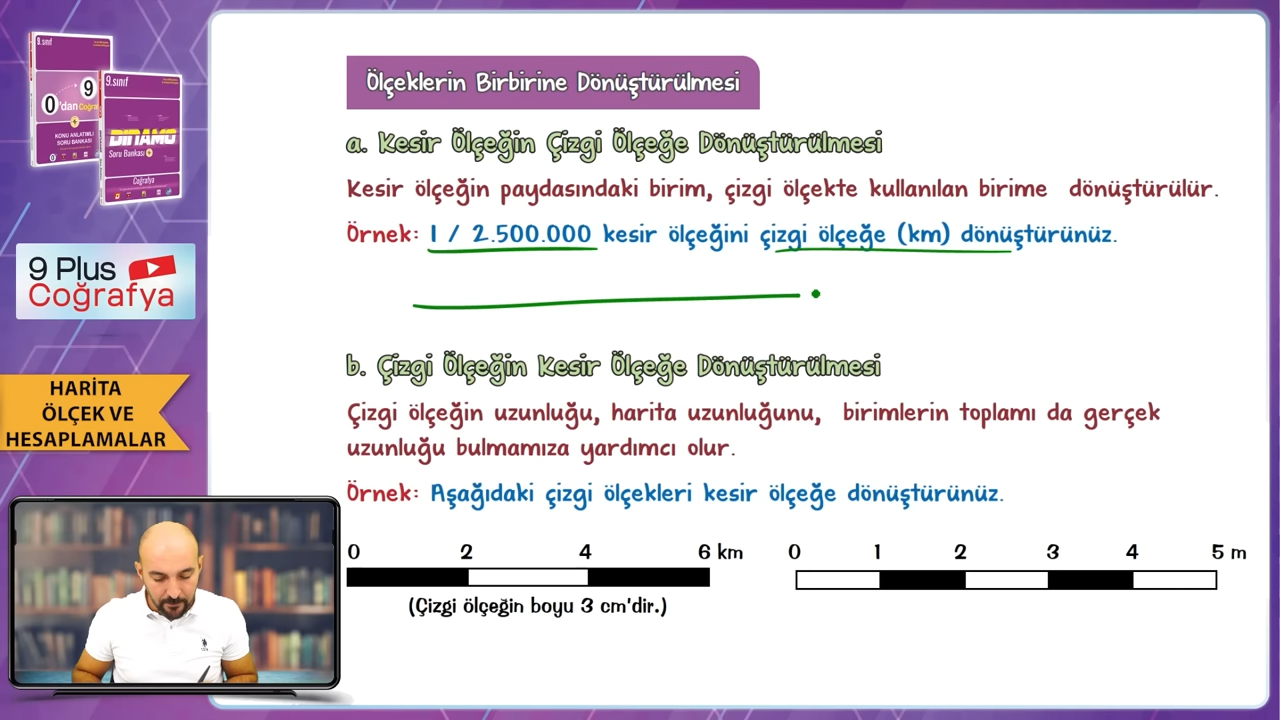 9.sınıf
0'dan 9
KONU ANLATIMLI
SORU BANKASI
9.sınıf
DİNAMO
Soru Bankası
Coğrafya
9 Plus
Coğrafya
HARİTA
ÖLÇEK VE
HESAPLAMALAR
Ölçeklerin Birbirine Dönüştürülmesi
a. Kesir Ölçeğin Çizgi Ölçeğe Dönüştürülmesi
Kesir ölçeğin paydasındaki birim, çizgi ölçekte kullanılan birime dönüştürülür.
Örnek: 1 / 2.500.000 kesir ölçeğini çizgi ölçeğe (km) dönüştürünüz.
b. Çizgi Ölçeğin Kesir Ölçeğe Dönüştürülmesi
Çizgi ölçeğin uzunluğu, harita uzunluğunu, birimlerin toplamı da gerçek
uzunluğu bulmamıza yardımcı olur.
Örnek: Aşağıdaki çizgi ölçekleri kesir ölçeğe dönüştürünüz.
0 2 4 6 km
(Çizgi ölçeğin boyu 3 cm'dir.)
0 1 2 3 4 5 m